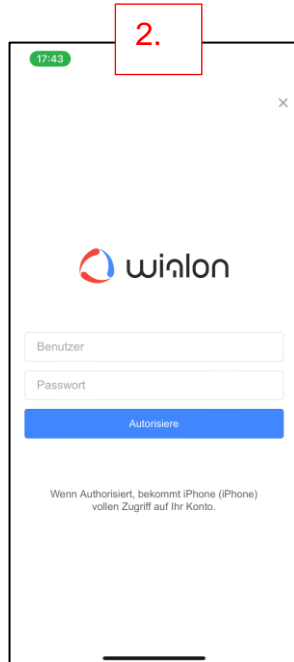 2.
17:43
×
wialon
Benutzer
Passwort
Autorisiere
Wenn Authorisiert, bekommt iPhone (iPhone)
vollen Zugriff auf Ihr Konto.